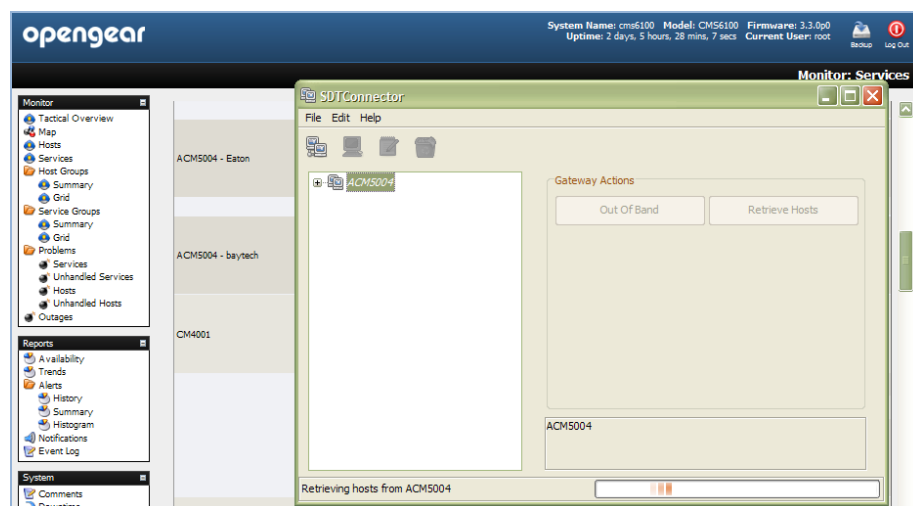 opengear
System Name: cms6100 Model: CMS6100 Firmware: 3.3.0p0
Uptime: 2 days, 5 hours, 28 mins, 7 secs Current User: root
Backup
Log Out
Monitor: Services
Monitor
Tactical Overview
Map
Hosts
Services
Host Groups
Summary
Grid
Service Groups
Summary
Grid
Problems
Services
Unhandled Services
Hosts
Unhandled Hosts
Outages
Reports
Availability
Trends
Alerts
History
Summary
Histogram
Notifications
Event Log
System
Comments
Downtime
ACM5004 - Eaton
ACM5004 - baytech
CM4001
SDTConnector
File Edit Help
ACM5004
Gateway Actions
Out Of Band
Retrieve Hosts
ACM5004
Retrieving hosts from ACM5004